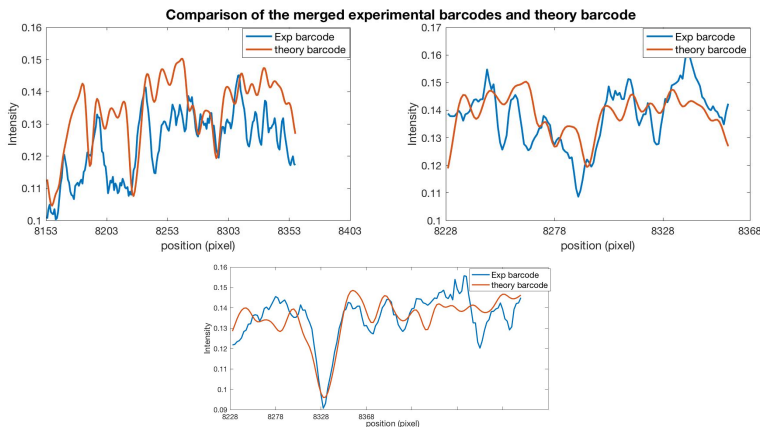 Comparison of the merged experimental barcodes and theory barcode
0.16
0.15
0.14
0.13
0.12
0.11
0.1
Intensity
Exp barcode
theory barcode
8153 8203 8253 8303 8353 8403
position (pixel)
0.17
0.16
0.15
0.14
0.13
0.12
0.11
0.1
Intensity
Exp barcode
theory barcode
8228 8278 8328 8368
position (pixel)
0.16
0.15
0.14
0.13
0.12
0.11
0.1
0.09
Intensity
Exp barcode
theory barcode
8228 8278 8328 8368
position (pixel)